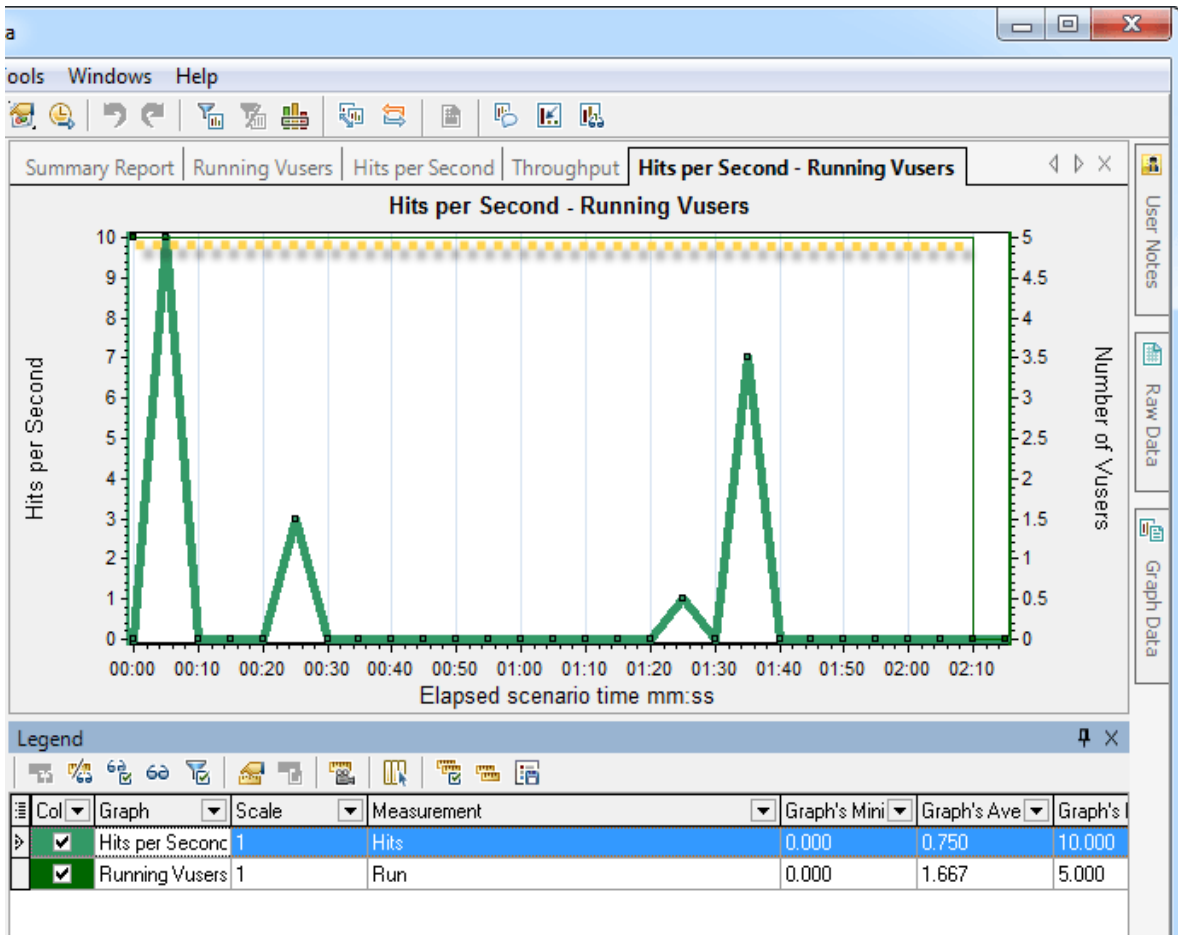 a
ools Windows Help
Summary Report Running Vusers Hits per Second Throughput Hits per Second - Running Vusers
Hits per Second - Running Vusers
10 5
9 4.5
8 4
7 3.5
6 3
5 2.5
4 2
3 1.5
2 1
1 0.5
0 0
Hits per Second
Number of Vusers
00:00 00:10 00:20 00:30 00:40 00:50 01:00 01:10 01:20 01:30 01:40 01:50 02:00 02:10
Elapsed scenario time mm:ss
User Notes
Raw Data
Graph Data
Legend
Col Graph Scale Measurement Graph's Mini Graph's Ave Graph's
Hits per Second 1 Hits 0.000 0.750 10.000
Running Vusers 1 Run 0.000 1.667 5.000